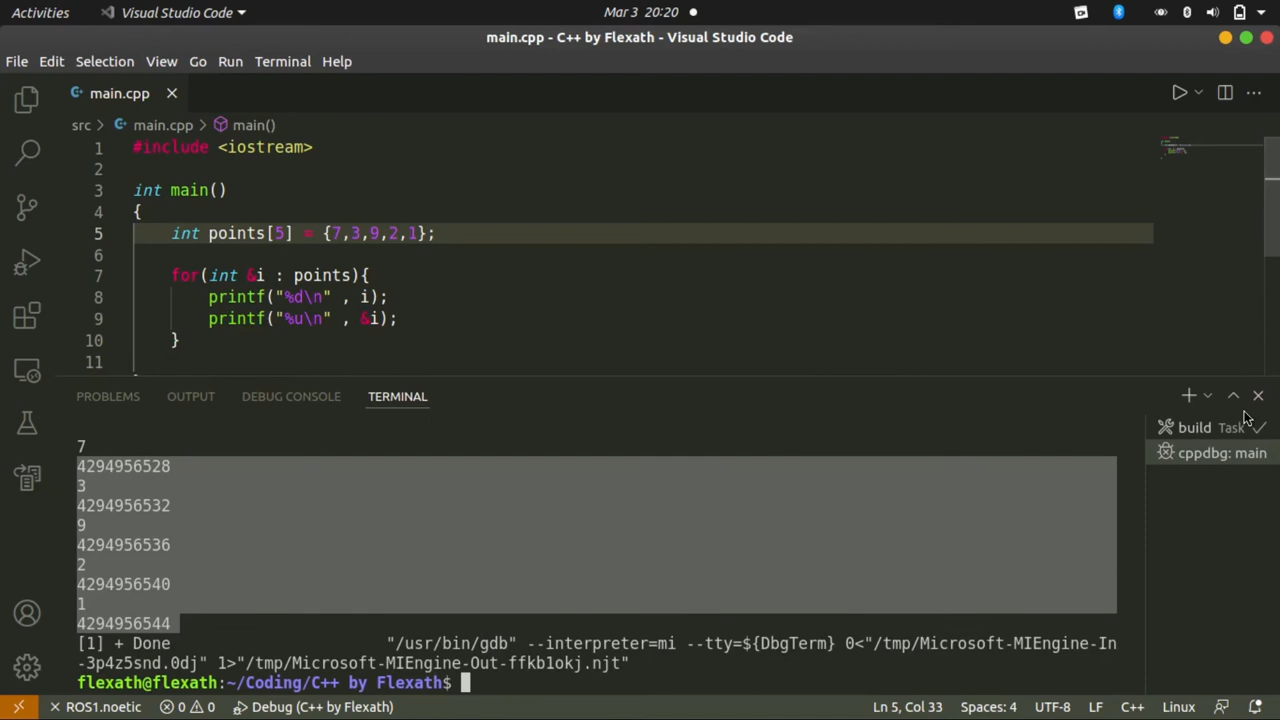 Activities Visual Studio Code Mar 3 20:20
main.cpp - C++ by Flexath - Visual Studio Code
File Edit Selection View Go Run Terminal Help
main.cpp
src > main.cpp > main()
1 #include <iostream>
2
3 int main()
4 {
5 int points[5] = {7,3,9,2,1};
6
7 for(int &i : points){
8 printf("%d\n" , i);
9 printf("%u\n" , &i);
10 }
11
PROBLEMS OUTPUT DEBUG CONSOLE TERMINAL
build Task
cppdbg: main
7
4294956528
3
4294956532
9
4294956536
2
4294956540
1
4294956544
[1] + Done "/usr/bin/gdb" --interpreter=mi --tty=${DbgTerm} 0<"/tmp/Microsoft-MIEngine-In
-3p4z5snd.0dj" 1>"/tmp/Microsoft-MIEngine-Out-ffkb1okj.njt"
flexath@flexath:~/Coding/C++ by Flexath$
ROS1.noetic 0 0 Debug (C++ by Flexath) Ln 5, Col 33 Spaces: 4 UTF-8 LF C++ Linux